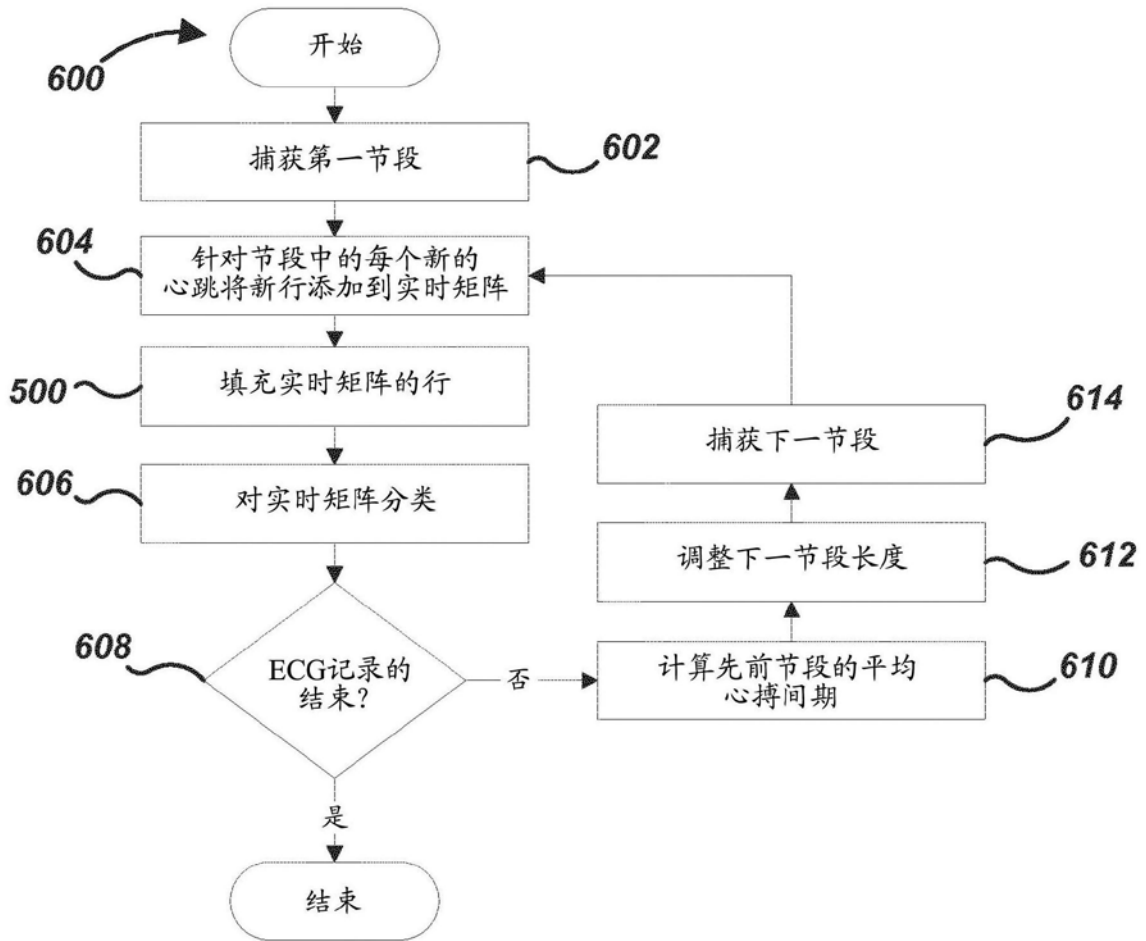 开始
600
捕获第一节段
602
604
针对节段中的每个新的
心跳将新行添加到实时矩阵
500
填充实时矩阵的行
614
捕获下一节段
606
对实时矩阵分类
调整下一节段长度
612
608
ECG记录的
结束?
否
计算先前节段的平均
心搏间期
610
是
结束